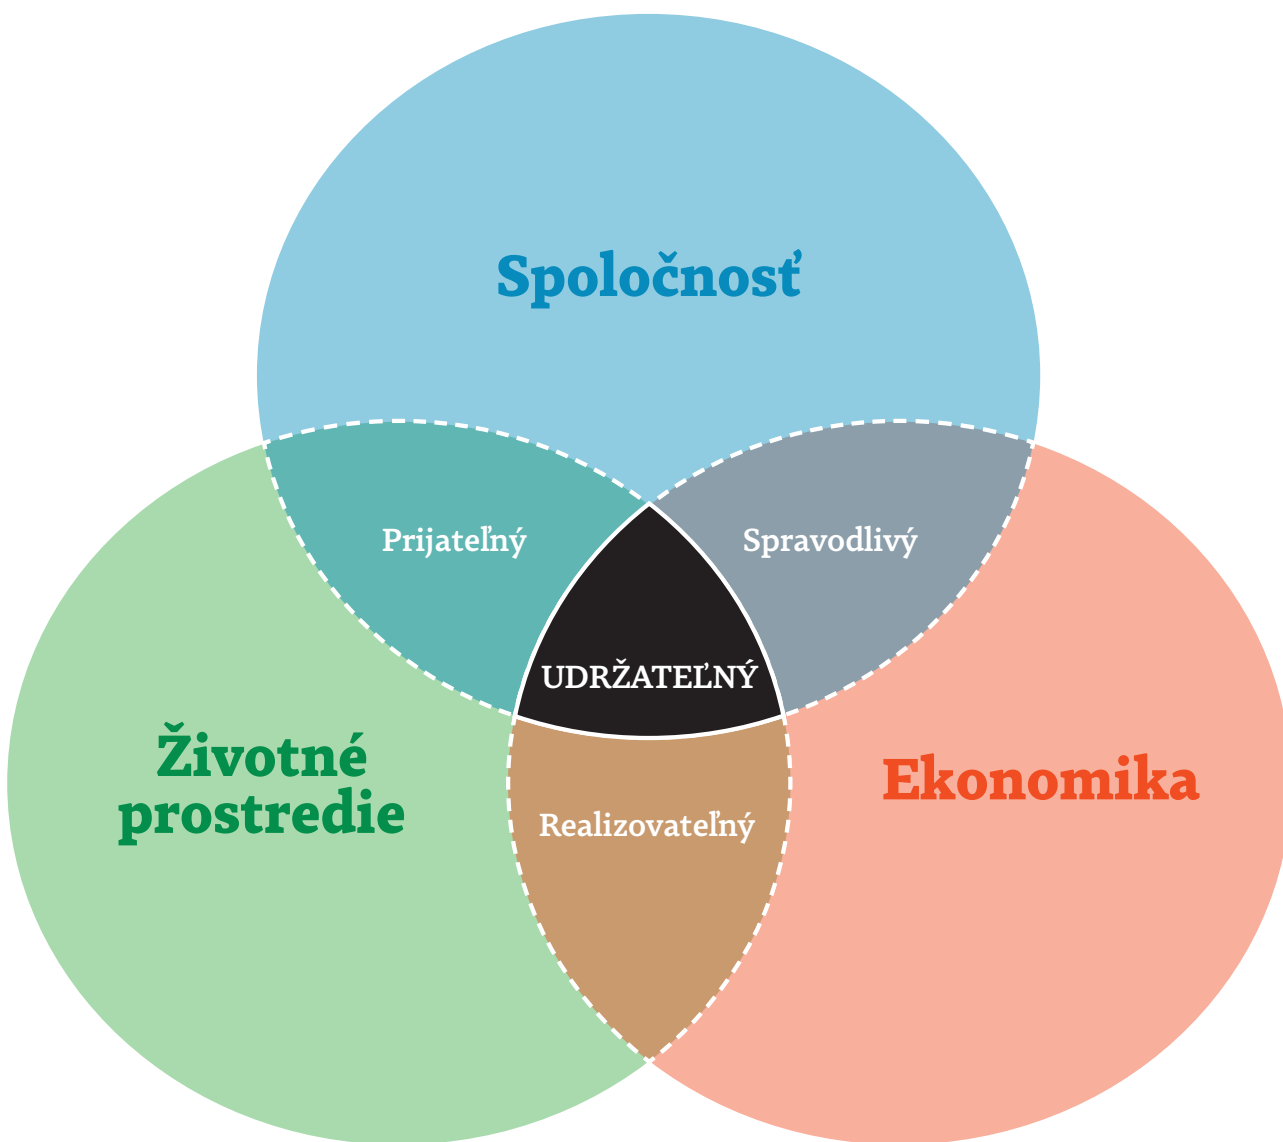 Spoločnosť
Prijateľný
Spravodlivý
UDRŽATEĽNÝ
Životné
prostredie
Ekonomika
Realizovateľný